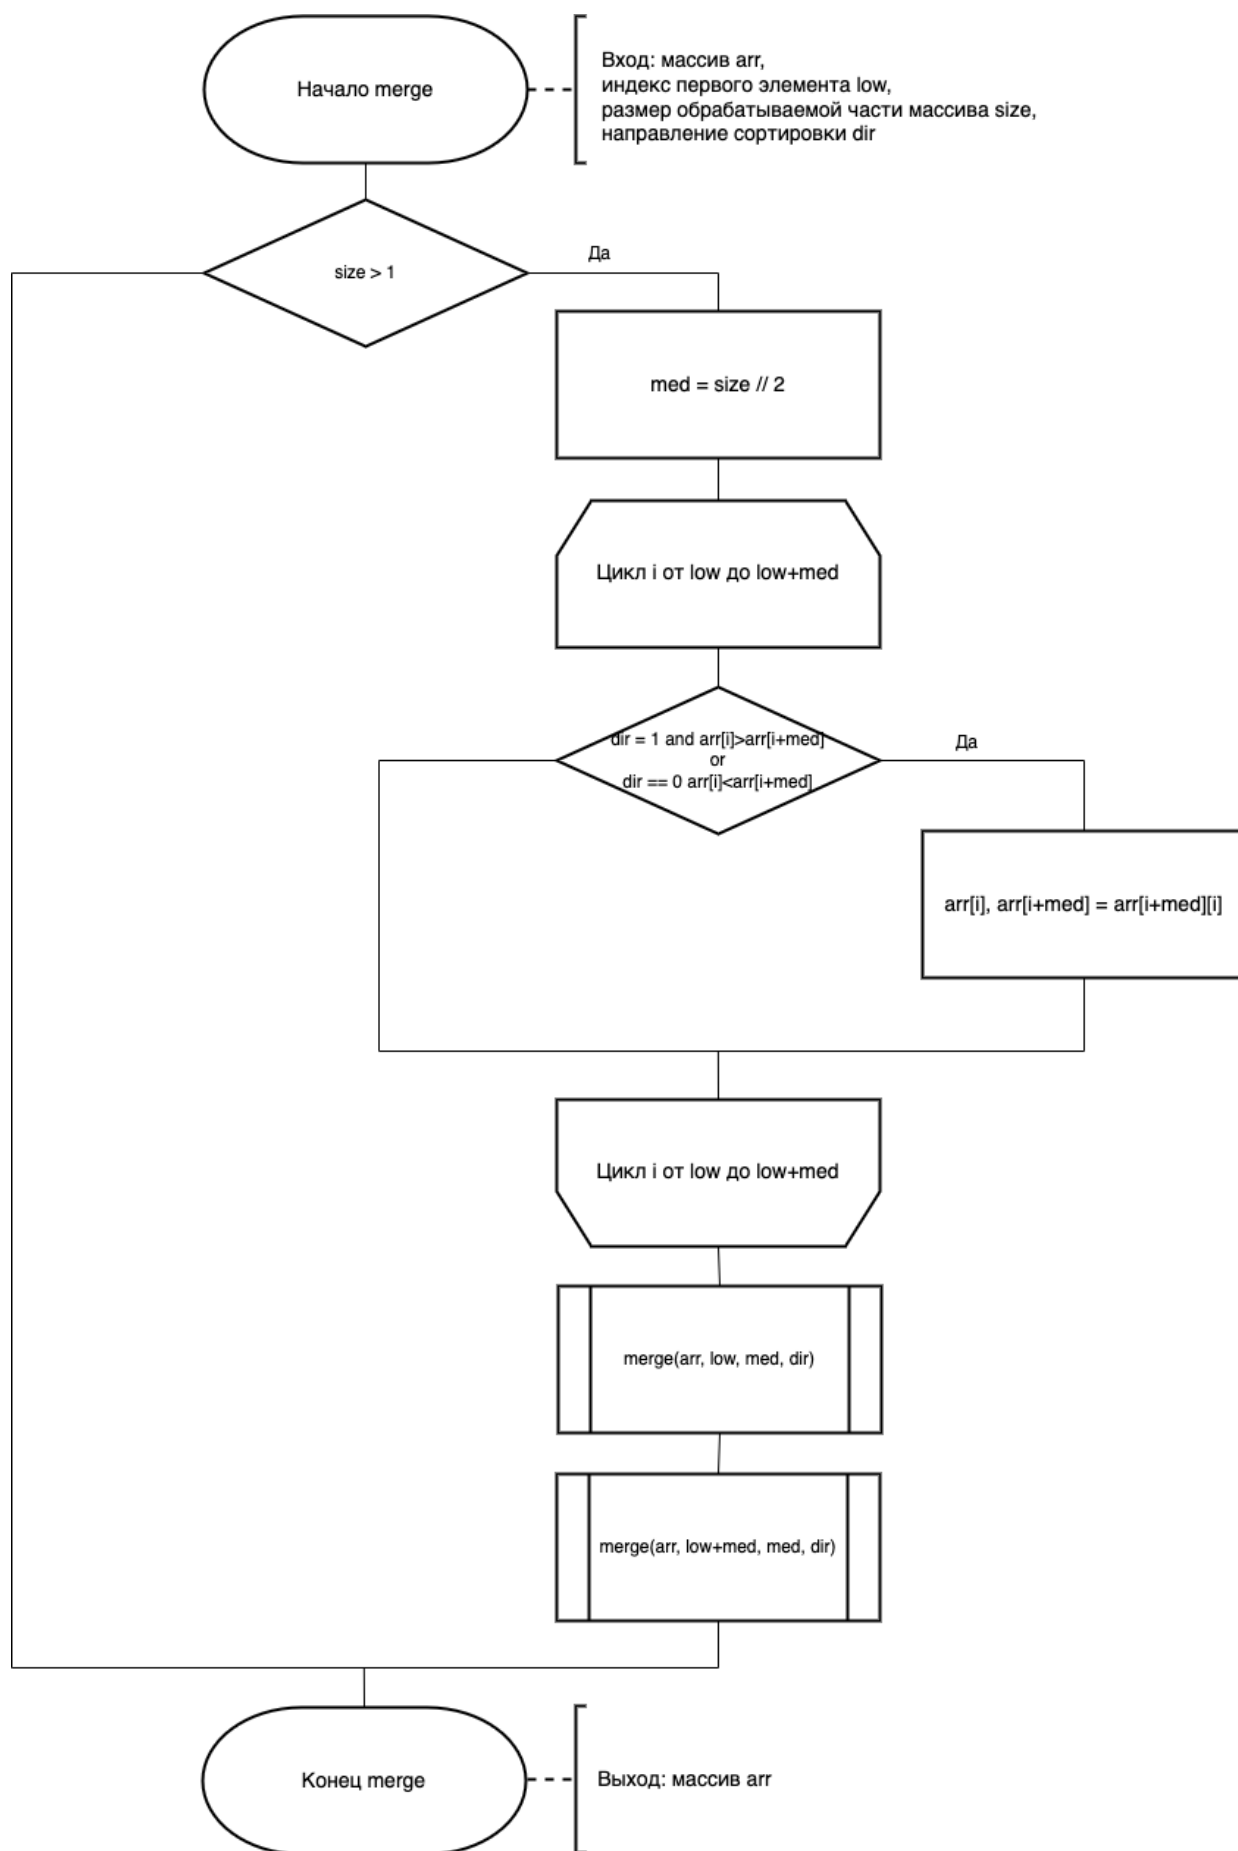 Начало merge
Вход: массив arr,
индекс первого элемента low,
размер обрабатываемой части массива size,
направление сортировки dir
size > 1
Да
med = size // 2
Цикл i от low до low+med
dir = 1 and arr[i]>arr[i+med]
or
dir == 0 arr[i]<arr[i+med]
Да
arr[i], arr[i+med] = arr[i+med][i]
Цикл i от low до low+med
merge(arr, low, med, dir)
merge(arr, low+med, med, dir)
Конец merge
Выход: массив arr